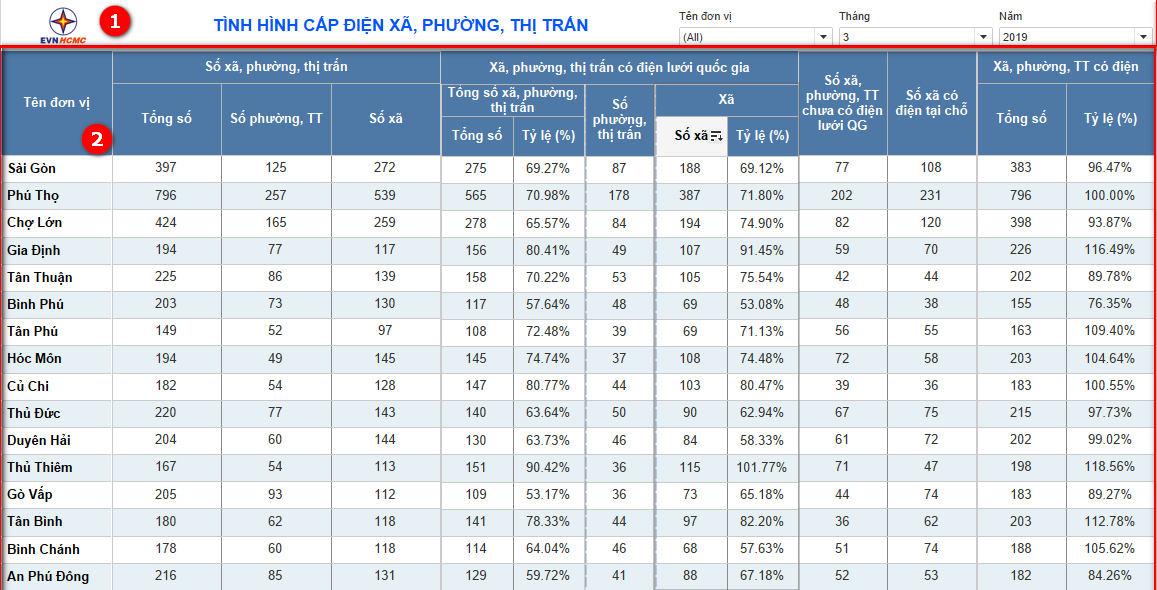 EVNHCMC
1
TÌNH HÌNH CẤP ĐIỆN XÃ, PHƯỜNG, THỊ TRẤN
Tên đơn vị
Tháng
Năm
(All)
3
2019
Tên đơn vị
2
Số xã, phường, thị trấn
Xã, phường, thị trấn có điện lưới quốc gia
Số xã,
phường, TT
chưa có điện
lưới QG
Số xã có
điện tại chỗ
Xã, phường, TT có điện
Tổng số
Số phường, TT
Số xã
Tổng số xã, phường,
thị trấn
Số
phường,
thị trấn
Xã
Tổng số
Tỷ lệ (%)
Số xã
Tỷ lệ (%)
Tổng số
Tỷ lệ (%)
Sài Gòn 397 125 272 275 69.27% 87 188 69.12% 77 108 383 96.47%
Phú Thọ 796 257 539 565 70.98% 178 387 71.80% 202 231 796 100.00%
Chợ Lớn 424 165 259 278 65.57% 84 194 74.90% 82 120 398 93.87%
Gia Định 194 77 117 156 80.41% 49 107 91.45% 59 70 226 116.49%
Tân Thuận 225 86 139 158 70.22% 53 105 75.54% 42 44 202 89.78%
Bình Phú 203 73 130 117 57.64% 48 69 53.08% 48 38 155 76.35%
Tân Phú 149 52 97 108 72.48% 39 69 71.13% 56 55 163 109.40%
Hóc Môn 194 49 145 145 74.74% 37 108 74.48% 72 58 203 104.64%
Củ Chi 182 54 128 147 80.77% 44 103 80.47% 39 36 183 100.55%
Thủ Đức 220 77 143 140 63.64% 50 90 62.94% 67 75 215 97.73%
Duyên Hải 204 60 144 130 63.73% 46 84 58.33% 61 72 202 99.02%
Thủ Thiêm 167 54 113 151 90.42% 36 115 101.77% 71 47 198 118.56%
Gò Vấp 205 93 112 109 53.17% 36 73 65.18% 44 74 183 89.27%
Tân Bình 180 62 118 141 78.33% 44 97 82.20% 36 62 203 112.78%
Bình Chánh 178 60 118 114 64.04% 46 68 57.63% 51 74 188 105.62%
An Phú Đông 216 85 131 129 59.72% 41 88 67.18% 52 53 182 84.26%